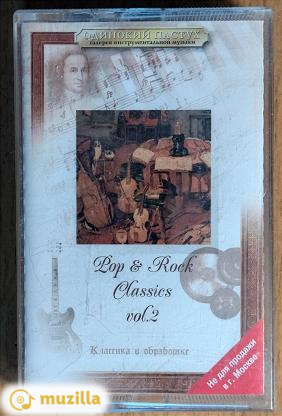 ОДИНОКИЙ ПАСТУХ
галерея инструментальной музыки
Pop & Rock
Classics
vol.2
Классика в обработке
Не для продажи
в г. Москве
muzilla